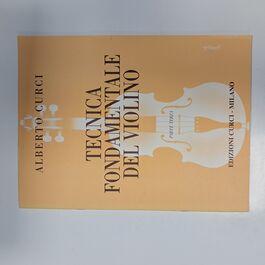 ALBERTO CURCI
TECNICA
FONDAMENTALE
DEL VIOLINO
PARTE TERZA
EDIZIONI CURCI - MILANO